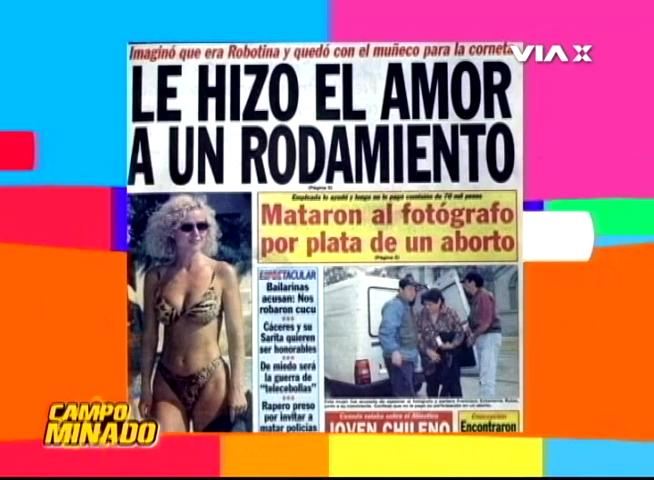 VIA X
Imaginó que era Robotina y quedó con el muñeco para la corneta
LE HIZO EL AMOR
A UN RODAMIENTO
(Página 5)
Mataron al fotógrafo
por plata de un aborto
ESPECTACULAR
Bailarinas
acusan: Nos
robaron cucu
Cáceres y su
Sarita quieren
ser honorables
De miedo será
la guerra de
"telecebollas"
Rapero preso
por invitar a
matar policías
JOVEN CHILENO
Concepción
Encontraron
CAMPO
MINADO